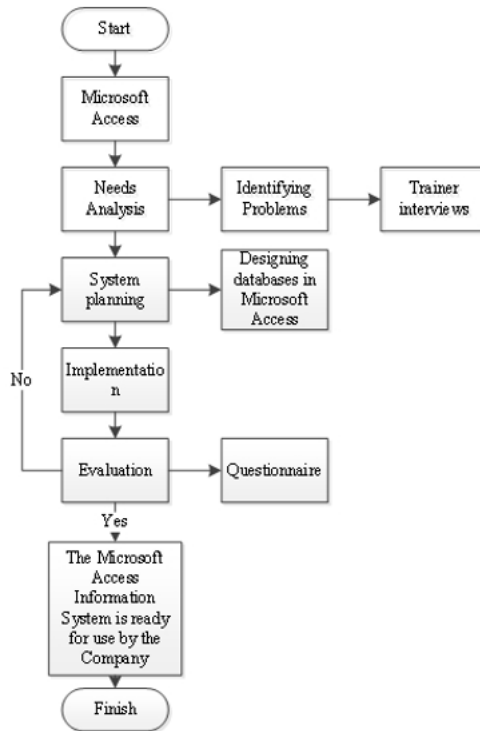 Start
Microsoft
Access
Needs
Analysis
Identifying
Problems
Trainer
interviews
System
planning
Designing
databases in
Microsoft
Access
No
Implementatio
n
Evaluation
Questionnaire
Yes
The Microsoft
Access
Information
System is ready
for use by the
Company
Finish